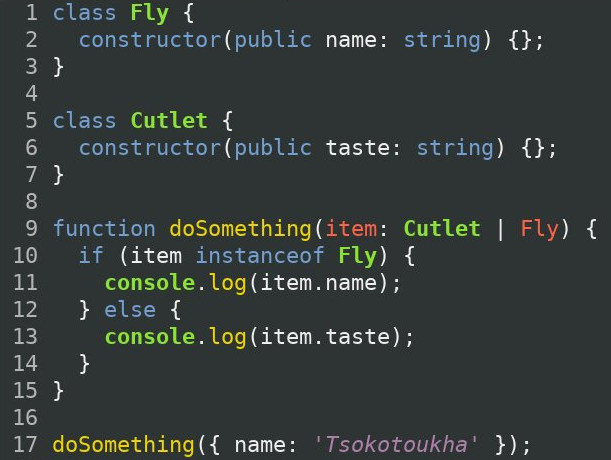 1 class Fly {
2   constructor(public name: string) {};
3 }
4
5 class Cutlet {
6   constructor(public taste: string) {};
7 }
8
9 function doSomething(item: Cutlet | Fly) {
10   if (item instanceof Fly) {
11     console.log(item.name);
12   } else {
13     console.log(item.taste);
14   }
15 }
16
17 doSomething({ name: 'Tsokotoukha' });